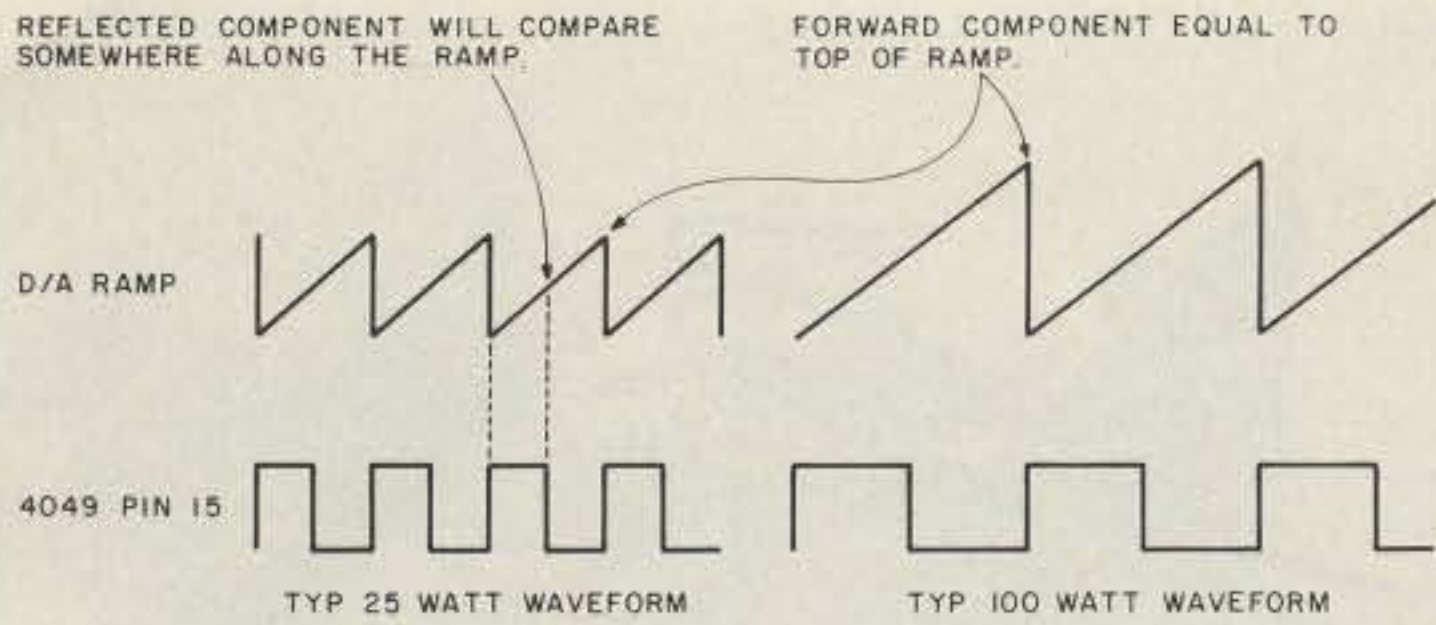 REFLECTED COMPONENT WILL COMPARE
SOMEWHERE ALONG THE RAMP.
FORWARD COMPONENT EQUAL TO
TOP OF RAMP.
D/A RAMP
4049 PIN 15
TYP 25 WATT WAVEFORM
TYP 100 WATT WAVEFORM